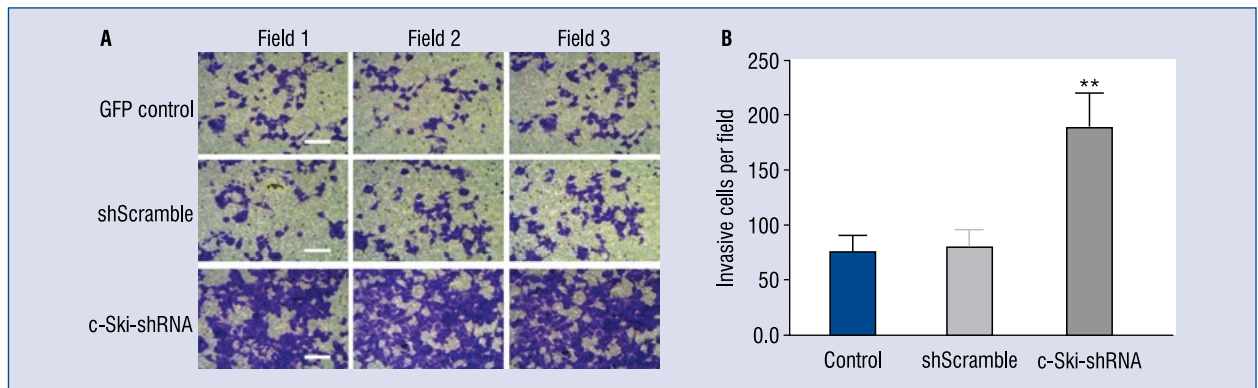 A
Field 1 Field 2 Field 3
GFP control
shScramble
c-Ski-shRNA
B
Invasive cells per field
250
200
150
100
50
0.0
**
Control shScramble c-Ski-shRNA